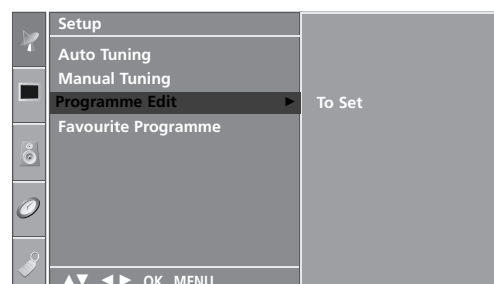 Setup
Auto Tuning
Manual Tuning
Programme Edit ► To Set
Favourite Programme
▲▼ ◄► OK MENU